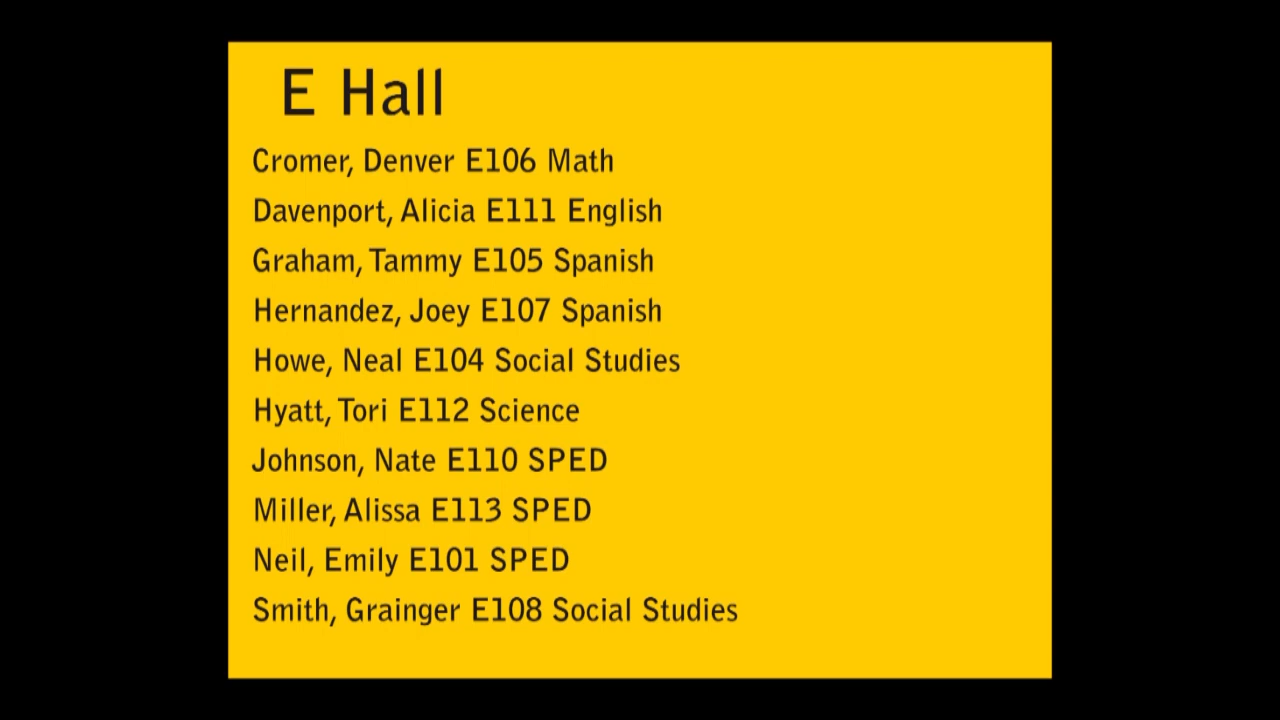 E Hall
Cromer, Denver E106 Math
Davenport, Alicia E111 English
Graham, Tammy E105 Spanish
Hernandez, Joey E107 Spanish
Howe, Neal E104 Social Studies
Hyatt, Tori E112 Science
Johnson, Nate E110 SPED
Miller, Alissa E113 SPED
Neil, Emily E101 SPED
Smith, Grainger E108 Social Studies